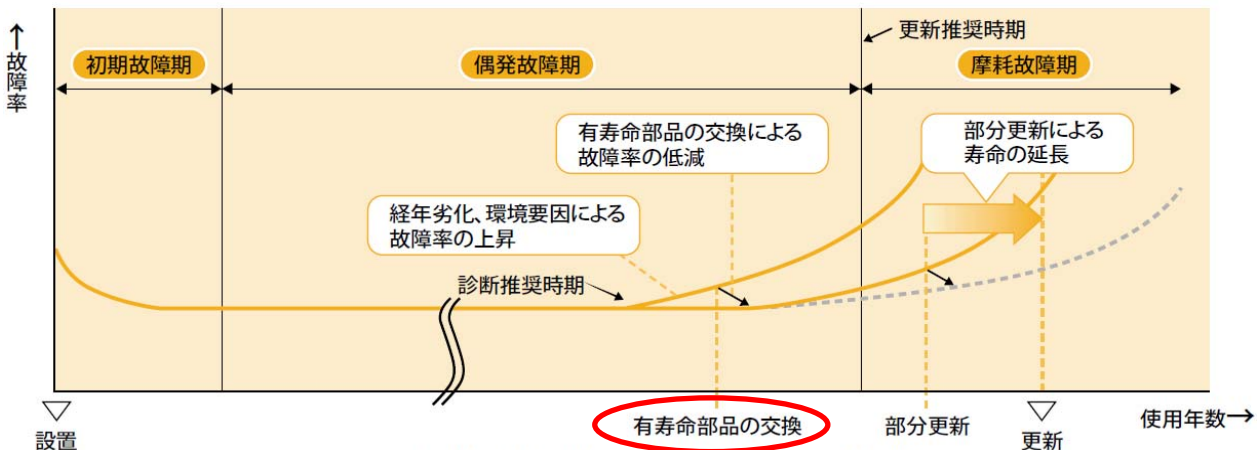 ↑故障率
更新推奨時期
初期故障期
偶発故障期
摩耗故障期
有寿命部品の交換による
故障率の低減
部分更新による
寿命の延長
経年劣化、環境要因による
故障率の上昇
診断推奨時期
設置
有寿命部品の交換
部分更新
更新
使用年数→